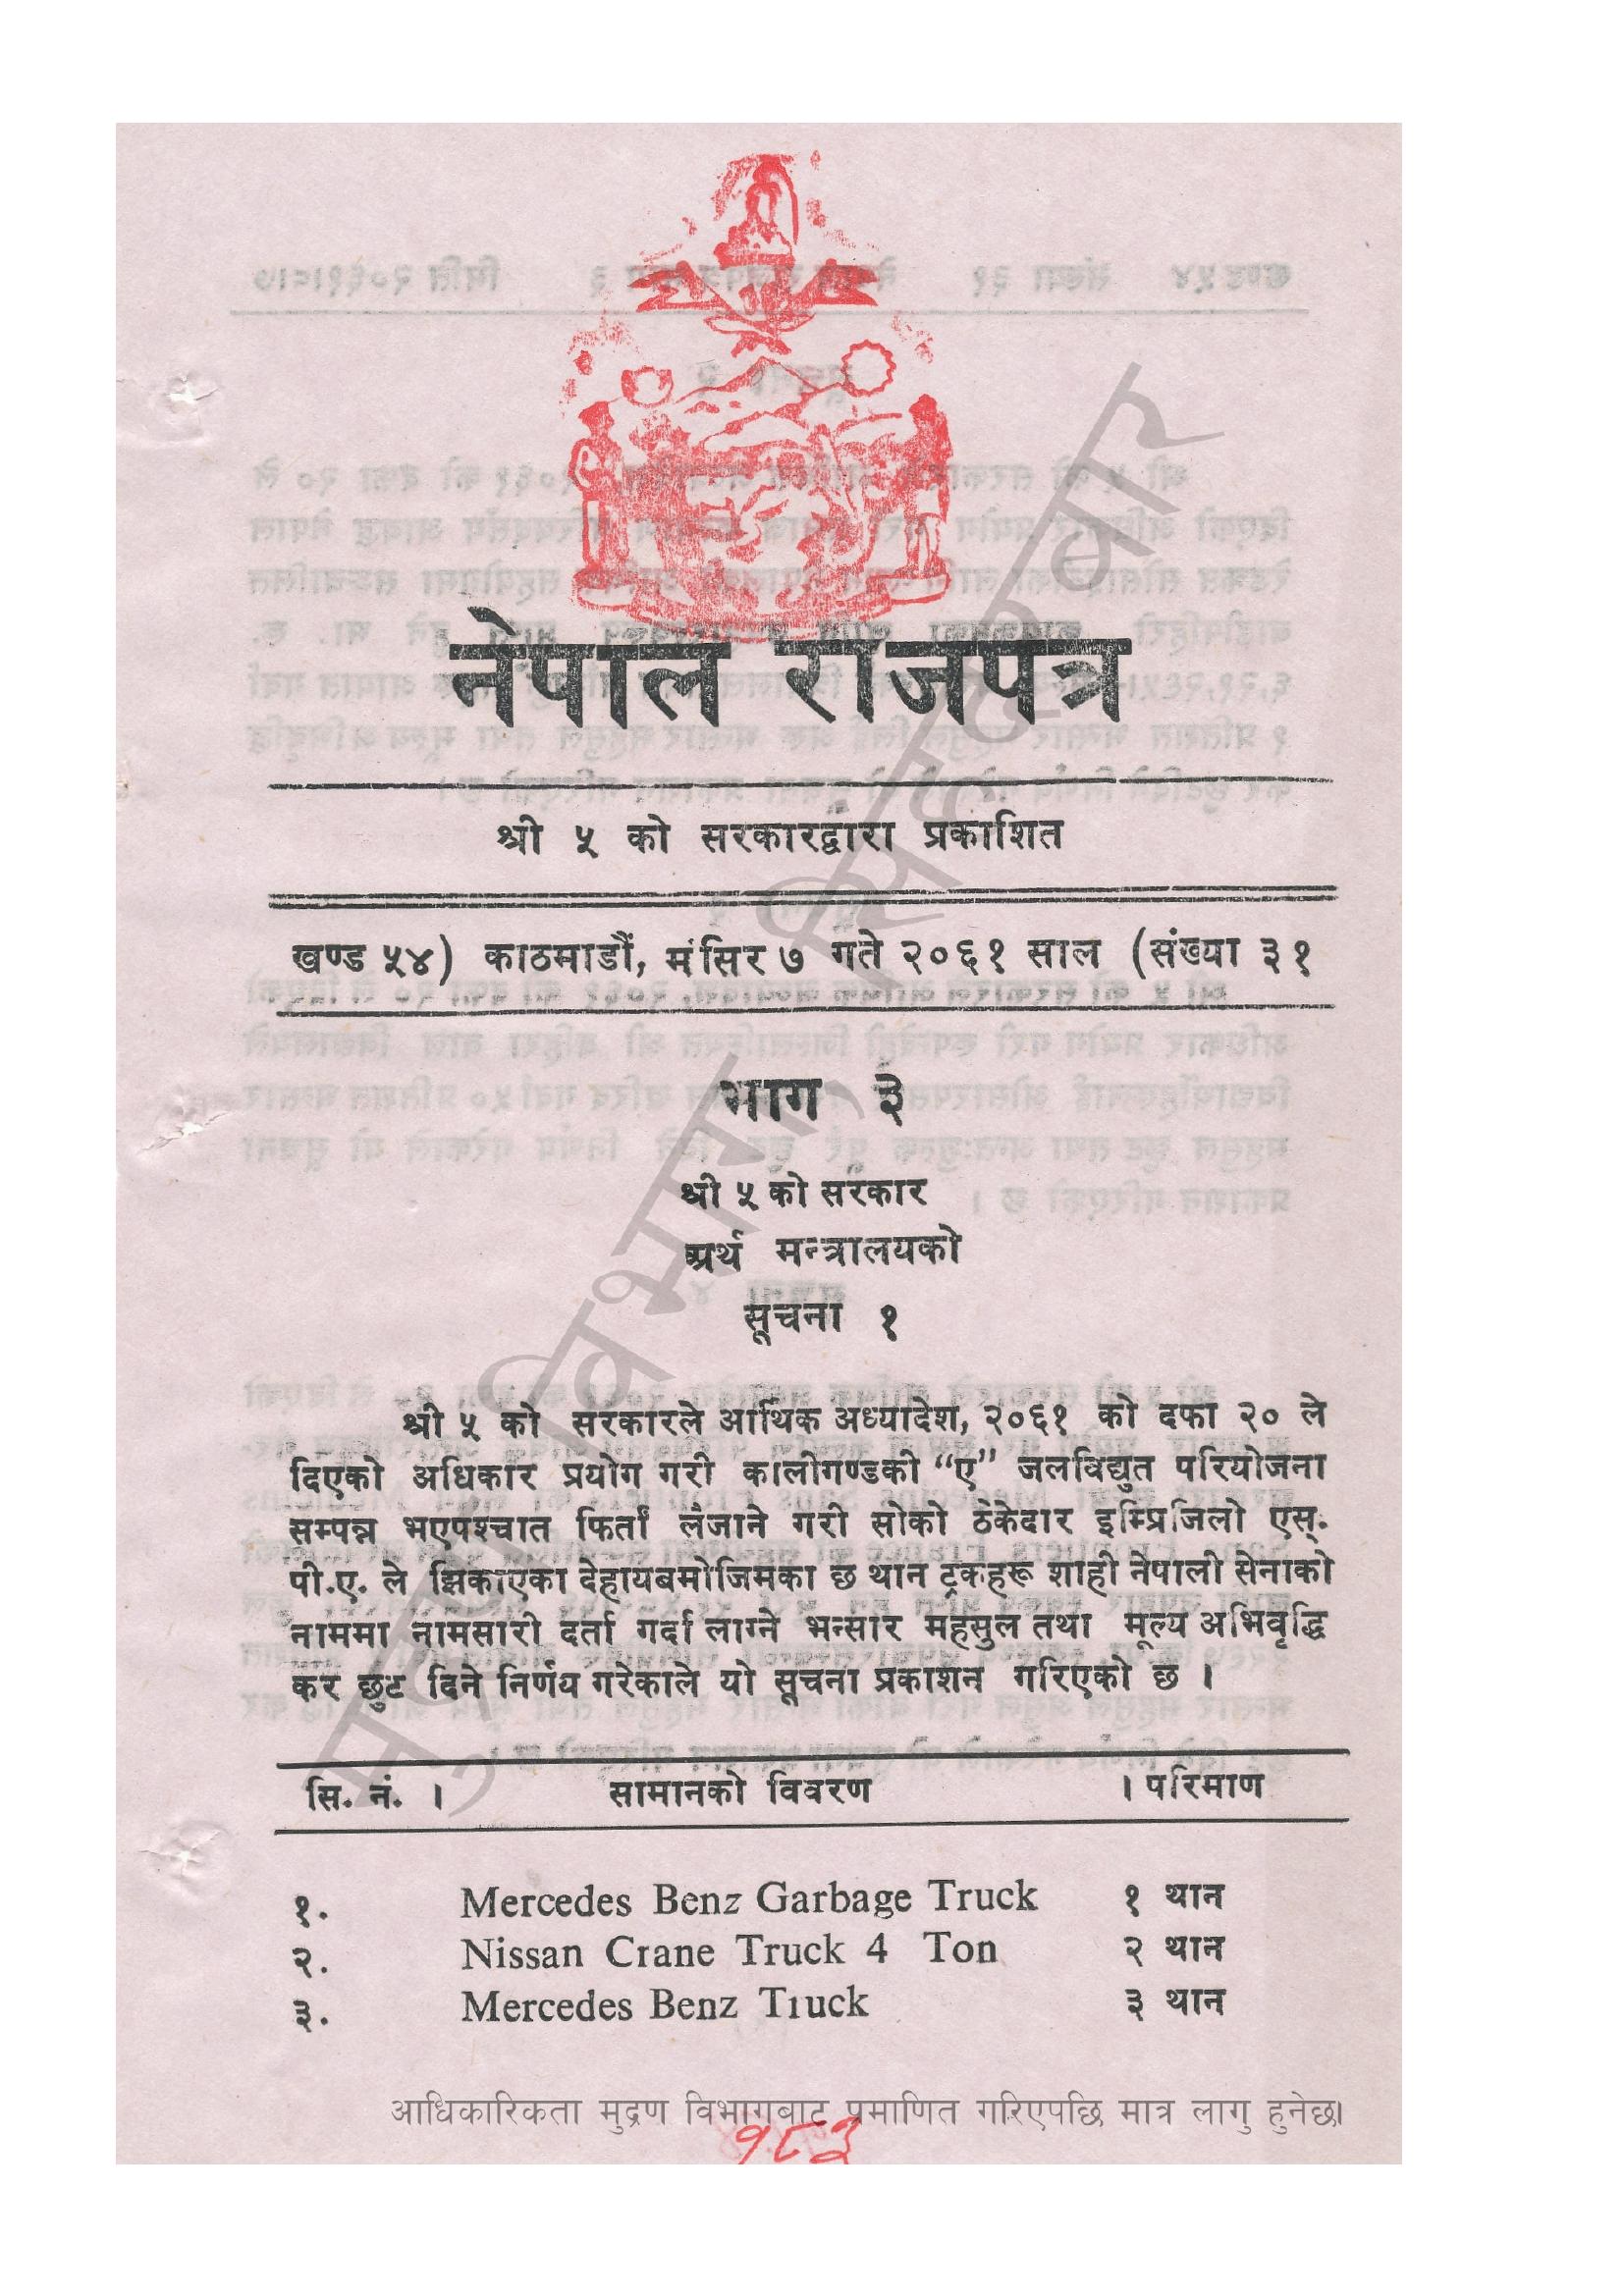 नेपाल राजपत्र
श्री ५ को सरकारद्वारा प्रकाशित
खण्ड ५४) काठमाडौं, मंसिर ७ गते २०६१ साल (संख्या ३१
भाग ३
श्री ५ को सरकार
अर्थ मन्त्रालयको
सूचना १
श्री ५ को सरकारले आर्थिक अध्यादेश, २०६१ को दफा २० ले
दिएको अधिकार प्रयोग गरी कालीगण्डकी “ए” जलविद्युत परियोजना
सम्पन्न भएपश्चात फिर्ता लैजाने गरी सोको ठेकेदार इम्प्रिजिलो एस्.
पी.ए. ले झिकाएका देहायबमोजिमका छ थान ट्रकहरू शाही नेपाली सेनाको
नाममा नामसारी दर्ता गर्दा लाग्ने भन्सार महसुल तथा मूल्य अभिवृद्धि
कर छुट दिने निर्णय गरेकाले यो सूचना प्रकाशन गरिएको छ ।
सि. नं. । सामानको विवरण । परिमाण
१. Mercedes Benz Garbage Truck १ थान
२. Nissan Crane Truck 4 Ton २ थान
३. Mercedes Benz Truck ३ थान
आधिकारिकता मुद्रण विभागबाट प्रमाणित गरिएपछि मात्र लागु हुनेछ।
१८३
मुद्रण विभाग, सिंहदरबार